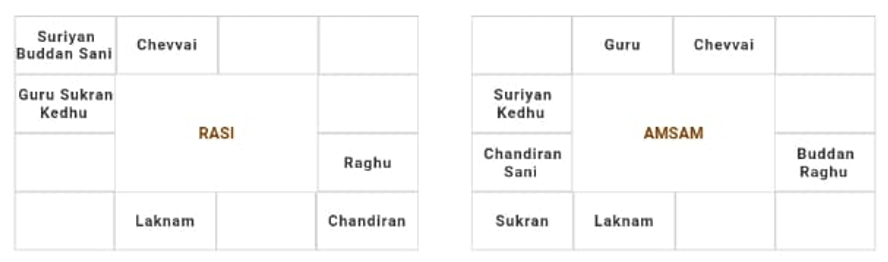 Suriyan
Buddan Sani
Chevvai
Guru Sukran
Kedhu
RASI
Raghu
Laknam
Chandiran
Guru
Chevvai
Suriyan
Kedhu
AMSAM
Chandiran
Sani
Buddan
Raghu
Sukran
Laknam